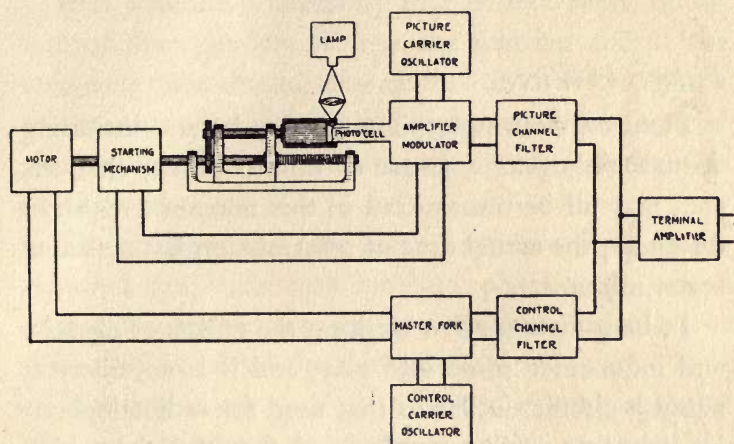 LAMP
PICTURE
CARRIER
OSCILLATOR
PHOTO CELL
AMPLIFIER
MODULATOR
PICTURE
CHANNEL
FILTER
MOTOR
STARTING
MECHANISM
TERMINAL
AMPLIFIER
MASTER FORK
CONTROL
CHANNEL
FILTER
CONTROL
CARRIER
OSCILLATOR